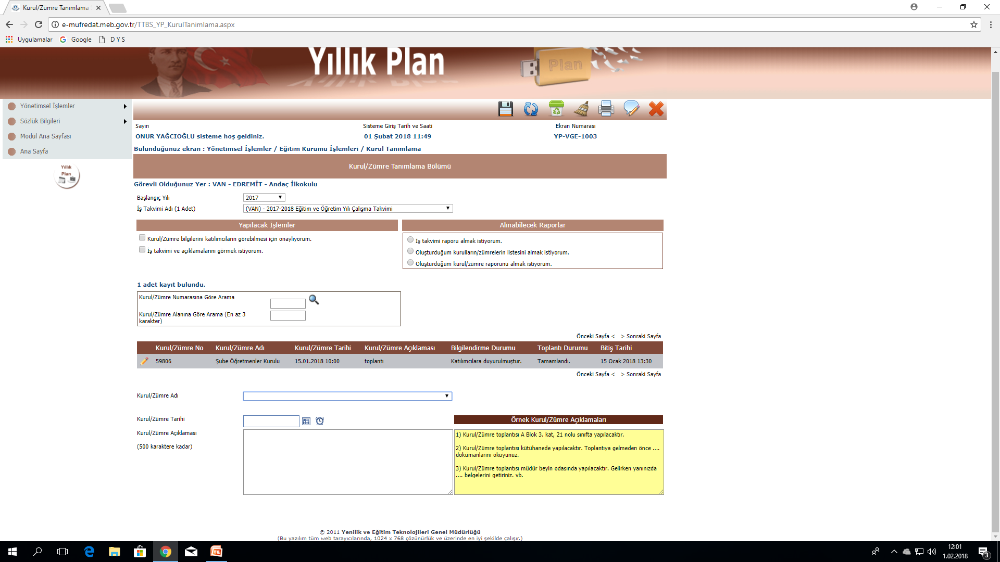 Kurul/Zümre Tanımlama
e-mufredat.meb.gov.tr/TTBS_YP_KurulTanimlama.aspx
Uygulamalar Google D Y S
Yıllık Plan
Plan
Yönetimsel İşlemler
Sözlük Bilgileri
Modül Ana Sayfası
Ana Sayfa
Yıllık
Plan
Sayın Sisteme Giriş Tarih ve Saati Ekran Numarası
ONUR YAĞCIOĞLU sisteme hoş geldiniz. 01 Şubat 2018 11:49 YP-VGE-1003
Bulunduğunuz ekran : Yönetimsel İşlemler / Eğitim Kurumu İşlemleri / Kurul Tanımlama
Kurul/Zümre Tanımlama Bölümü
Görevli Olduğunuz Yer : VAN - EDREMİT - Andaç İlkokulu
Başlangıç Yılı 2017
İş Takvimi Adı (1 Adet) (VAN) - 2017-2018 Eğitim ve Öğretim Yılı Çalışma Takvimi
Yapılacak İşlemler
Kurul/Zümre bilgilerini katılımcıların görebilmesi için onaylıyorum.
İş takvimi ve açıklamalarını görmek istiyorum.
Alınabilecek Raporlar
İş takvimi raporu almak istiyorum.
Oluşturduğum kurulların/zümrelerin listesini almak istiyorum.
Oluşturduğum kurul/zümre raporunu almak istiyorum.
1 adet kayıt bulundu.
Kurul/Zümre Numarasına Göre Arama
Kurul/Zümre Alanına Göre Arama (En az 3
karakter)
Önceki Sayfa < > Sonraki Sayfa
Kurul/Zümre No Kurul/Zümre Adı Kurul/Zümre Tarihi Kurul/Zümre Açıklaması Bilgilendirme Durumu Toplantı Durumu Bitiş Tarihi
59806 Şube Öğretmenler Kurulu 15.01.2018 10:00 toplantı Katılımcılara duyurulmuştur. Tamamlandı. 15 Ocak 2018 13:30
Önceki Sayfa < > Sonraki Sayfa
Kurul/Zümre Adı
Kurul/Zümre Tarihi
Kurul/Zümre Açıklaması
(500 karaktere kadar)
Örnek Kurul/Zümre Açıklamaları
1) Kurul/Zümre toplantısı A Blok 3. kat, 21 nolu sınıfta yapılacaktır.
2) Kurul/Zümre toplantısı kütühanede yapılacaktır. Toplantıya gelmeden önce ....
dokümanlarını okuyunuz.
3) Kurul/Zümre toplantısı müdür beyin odasında yapılacaktır. Gelirken yanınızda
.... belgelerini getiriniz. vb.
© 2011 Yenilik ve Eğitim Teknolojileri Genel Müdürlüğü
(Bu yazılım tüm web tarayıcılarında, 1024 x 768 çözünürlük ve üzerinde en iyi şekilde çalışır.)
12:01
1.02.2018
3